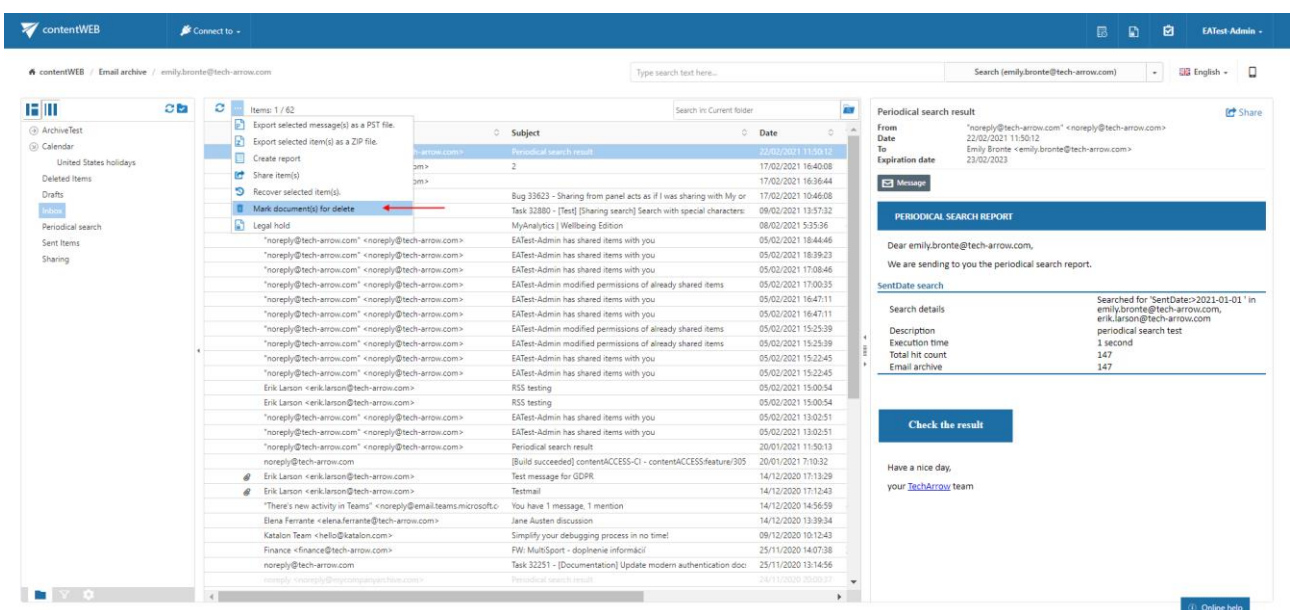 contentWEB
Connect to
EATest-Admin
contentWEB / Email archive / emily.bronte@tech-arrow.com
Type search text here...
Search (emily.bronte@tech-arrow.com)
English
ArchiveTest
Calendar
United States holidays
Deleted Items
Drafts
Inbox
Periodical search
Sent Items
Sharing
Items: 1 / 62
Search in: Current folder
Export selected message(s) as a PST file.
Export selected item(s) as a ZIP file.
Create report
Share item(s)
Recover selected item(s).
Mark document(s) for delete
Legal hold
Subject Date
h-arrow.com> Periodical search result 22/02/2021 11:50:12
om> 2 17/02/2021 16:40:08
om> 17/02/2021 16:36:44
Bug 33623 - Sharing from panel acts as if I was sharing with My or 17/02/2021 10:46:08
Task 32880 - [Test] [Sharing search] Search with special characters: 09/02/2021 13:57:32
MyAnalytics | Wellbeing Edition 08/02/2021 5:35:36
"noreply@tech-arrow.com" <noreply@tech-arrow.com> EATest-Admin has shared items with you 05/02/2021 18:44:46
"noreply@tech-arrow.com" <noreply@tech-arrow.com> EATest-Admin has shared items with you 05/02/2021 18:39:23
"noreply@tech-arrow.com" <noreply@tech-arrow.com> EATest-Admin has shared items with you 05/02/2021 17:08:46
"noreply@tech-arrow.com" <noreply@tech-arrow.com> EATest-Admin modified permissions of already shared items 05/02/2021 17:00:35
"noreply@tech-arrow.com" <noreply@tech-arrow.com> EATest-Admin has shared items with you 05/02/2021 16:47:11
"noreply@tech-arrow.com" <noreply@tech-arrow.com> EATest-Admin has shared items with you 05/02/2021 16:47:11
"noreply@tech-arrow.com" <noreply@tech-arrow.com> EATest-Admin modified permissions of already shared items 05/02/2021 15:25:39
"noreply@tech-arrow.com" <noreply@tech-arrow.com> EATest-Admin modified permissions of already shared items 05/02/2021 15:25:39
"noreply@tech-arrow.com" <noreply@tech-arrow.com> EATest-Admin has shared items with you 05/02/2021 15:22:45
"noreply@tech-arrow.com" <noreply@tech-arrow.com> EATest-Admin has shared items with you 05/02/2021 15:22:45
Erik Larson <erik.larson@tech-arrow.com> RSS testing 05/02/2021 15:00:54
Erik Larson <erik.larson@tech-arrow.com> RSS testing 05/02/2021 15:00:54
"noreply@tech-arrow.com" <noreply@tech-arrow.com> EATest-Admin has shared items with you 05/02/2021 13:02:51
"noreply@tech-arrow.com" <noreply@tech-arrow.com> EATest-Admin has shared items with you 05/02/2021 13:02:51
"noreply@tech-arrow.com" <noreply@tech-arrow.com> Periodical search result 20/01/2021 11:50:13
noreply@tech-arrow.com [Build succeeded] contentACCESS-CI - contentACCESS:feature/305 20/01/2021 7:10:32
Erik Larson <erik.larson@tech-arrow.com> Test message for GDPR 14/12/2020 17:13:29
Erik Larson <erik.larson@tech-arrow.com> Testmail 14/12/2020 17:12:43
"There's new activity in Teams" <noreply@email.teams.microsoft.c You have 1 message, 1 mention 14/12/2020 14:56:59
Elena Ferrante <elena.ferrante@tech-arrow.com> Jane Austen discussion 14/12/2020 13:39:34
Katalon Team <hello@katalon.com> Simplify your debugging process in no time! 09/12/2020 10:12:43
Finance <finance@tech-arrow.com> FW: MultiSport - doplnenie informácií 25/11/2020 14:07:38
noreply@tech-arrow.com Task 32251 - [Documentation] Update modern authentication doc 25/11/2020 13:14:56
Periodical search result 24/11/2020 20:00:37
Periodical search result
Share
From "noreply@tech-arrow.com" <noreply@tech-arrow.com>
Date 22/02/2021 11:50:12
To Emily Bronte <emily.bronte@tech-arrow.com>
Expiration date 23/02/2023
Message
PERIODICAL SEARCH REPORT
Dear emily.bronte@tech-arrow.com,
We are sending to you the periodical search report.
SentDate search
Search details Searched for 'SentDate:>2021-01-01 ' in
emily.bronte@tech-arrow.com,
erik.larson@tech-arrow.com
Description periodical search test
Execution time 1 second
Total hit count 147
Email archive 147
Check the result
Have a nice day,
your TechArrow team
Online help